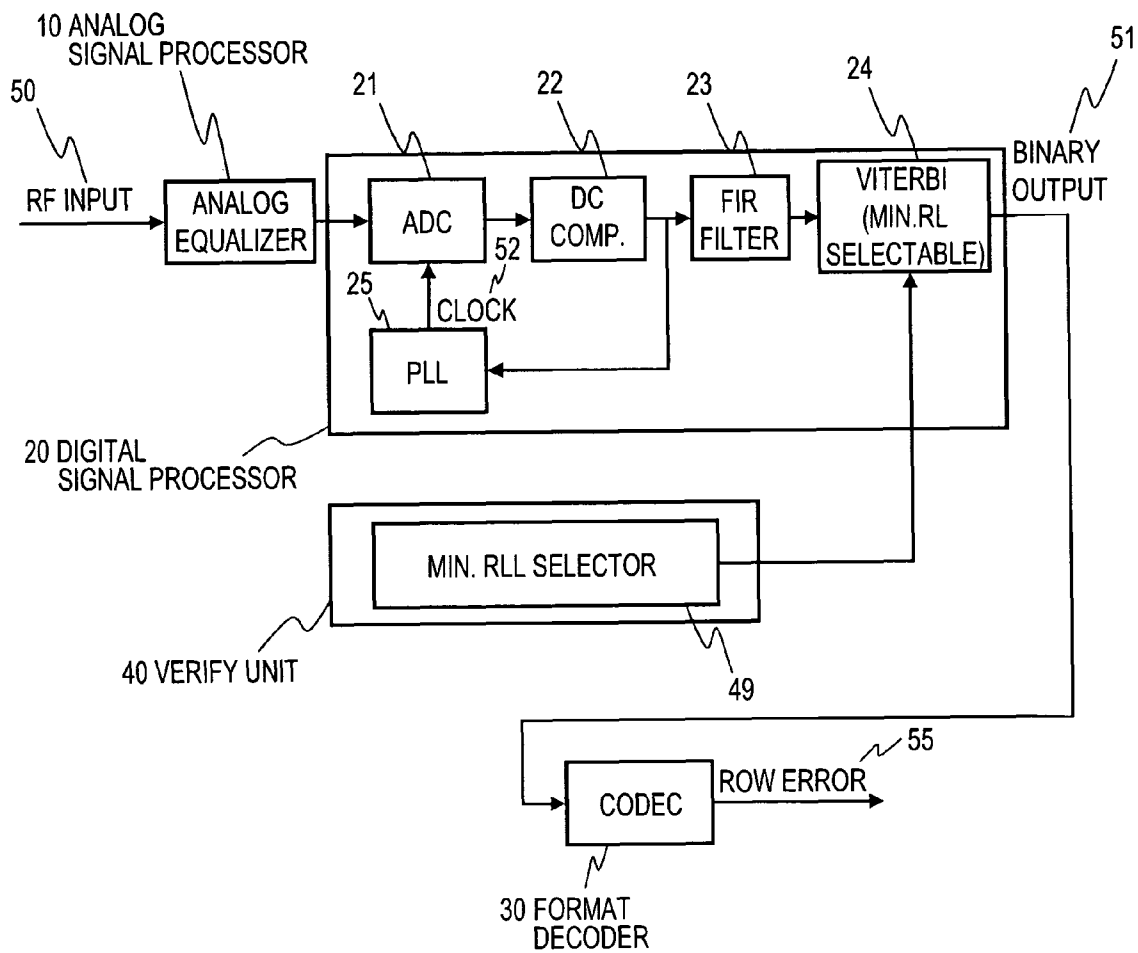 10 ANALOG
SIGNAL PROCESSOR
50
21
22
23
24
51
RF INPUT
ANALOG
EQUALIZER
ADC
DC
COMP.
FIR
FILTER
VITERBI
(MIN.RL
SELECTABLE)
BINARY
OUTPUT
52
CLOCK
25
PLL
20 DIGITAL
SIGNAL PROCESSOR
MIN. RLL SELECTOR
40 VERIFY UNIT
49
CODEC
ROW ERROR
55
30 FORMAT
DECODER